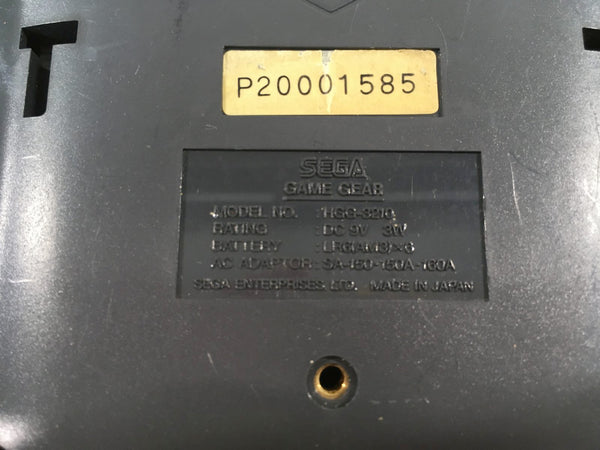 P20001585
SEGA
GAME GEAR
MODEL NO. : HGG-3210
RATING : DC 9V 3W
BATTERY : LR6(AM3)×6
AC ADAPTOR : SA-150·150A·160A
SEGA ENTERPRISES, LTD. MADE IN JAPAN